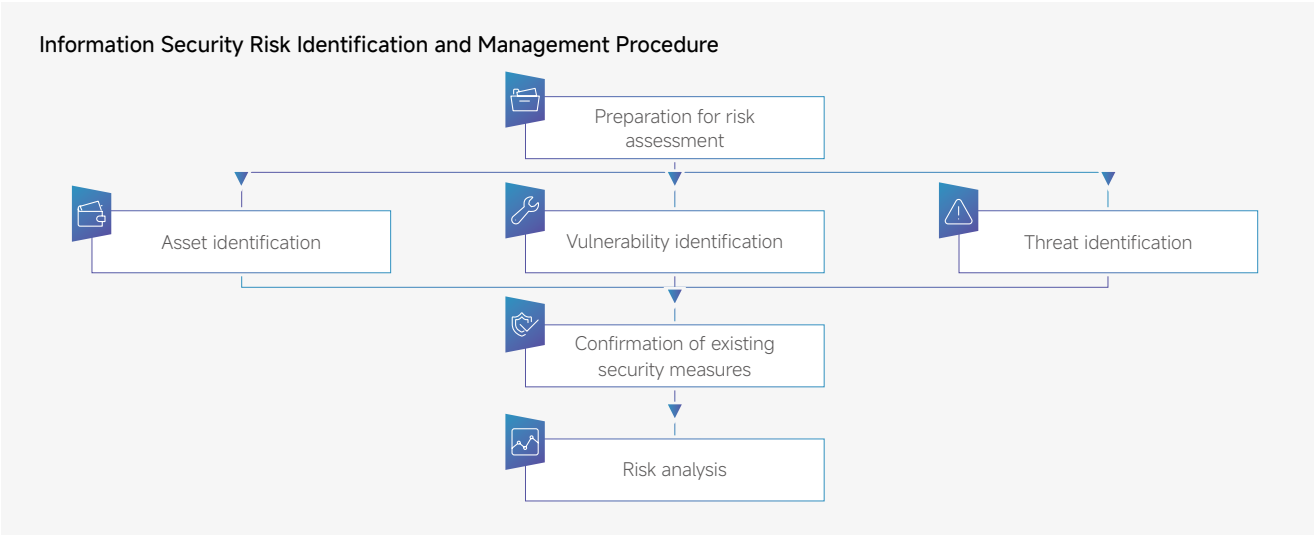 Information Security Risk Identification and Management Procedure
Preparation for risk
assessment
Asset identification
Vulnerability identification
Threat identification
Confirmation of existing
security measures
Risk analysis